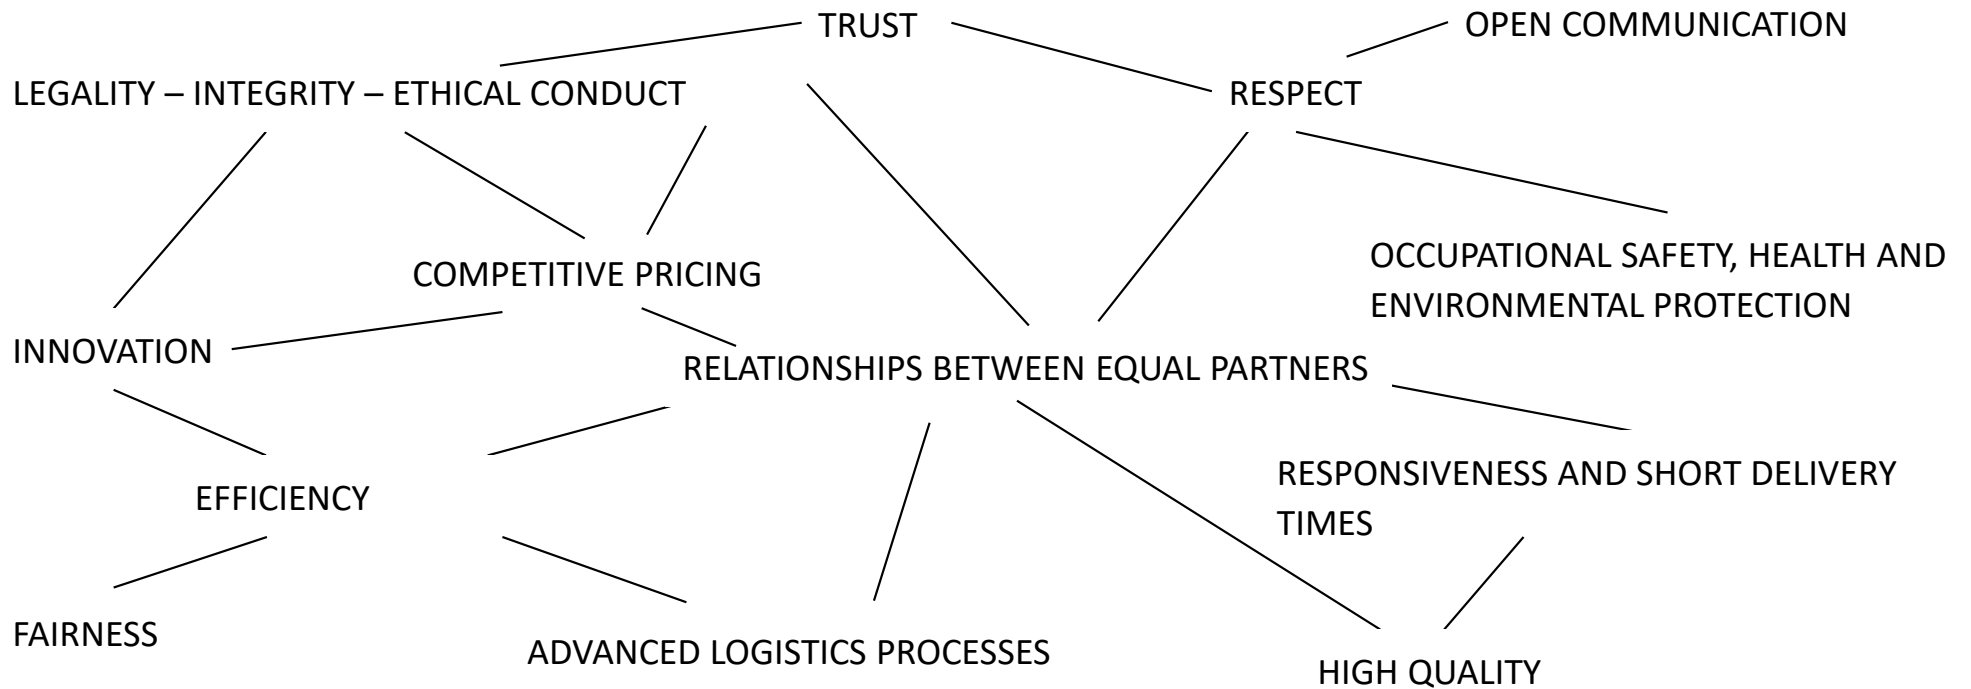 TRUST
OPEN COMMUNICATION
LEGALITY – INTEGRITY – ETHICAL CONDUCT
RESPECT
COMPETITIVE PRICING
OCCUPATIONAL SAFETY, HEALTH AND
ENVIRONMENTAL PROTECTION
INNOVATION
RELATIONSHIPS BETWEEN EQUAL PARTNERS
EFFICIENCY
RESPONSIVENESS AND SHORT DELIVERY
TIMES
FAIRNESS
ADVANCED LOGISTICS PROCESSES
HIGH QUALITY